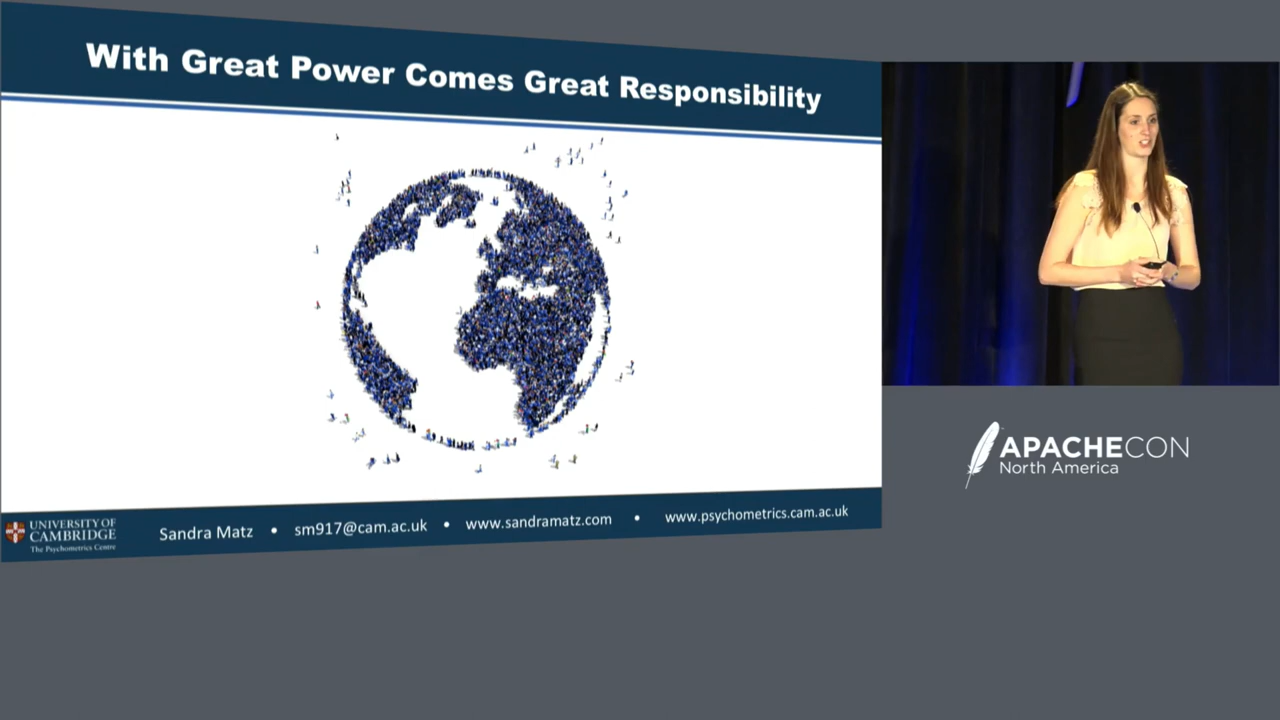 With Great Power Comes Great Responsibility
UNIVERSITY OF
CAMBRIDGE
The Psychometrics Centre
Sandra Matz • sm917@cam.ac.uk • www.sandramatz.com • www.psychometrics.cam.ac.uk
APACHECON
North America